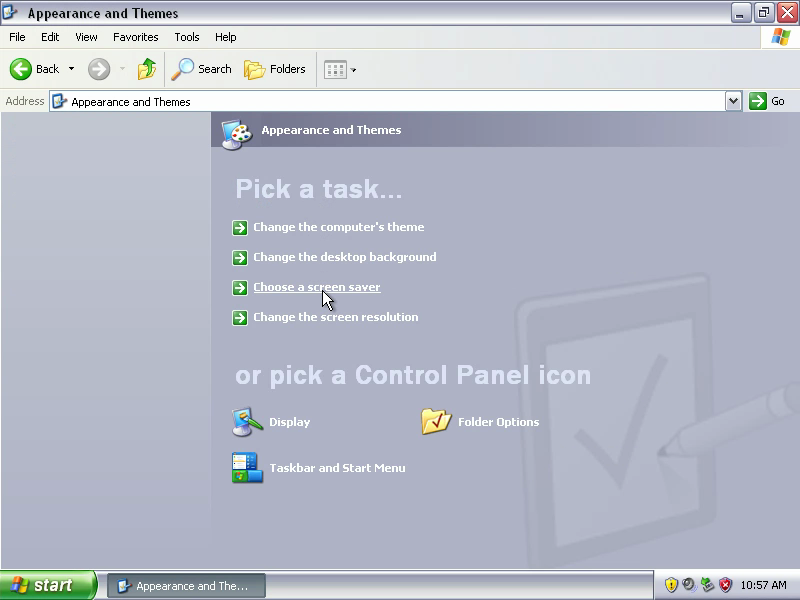 Appearance and Themes
File Edit View Favorites Tools Help
Back Search Folders
Address Appearance and Themes Go
Appearance and Themes
Pick a task...
Change the computer's theme
Change the desktop background
Choose a screen saver
Change the screen resolution
or pick a Control Panel icon
Display Folder Options
Taskbar and Start Menu
start Appearance and The... 10:57 AM